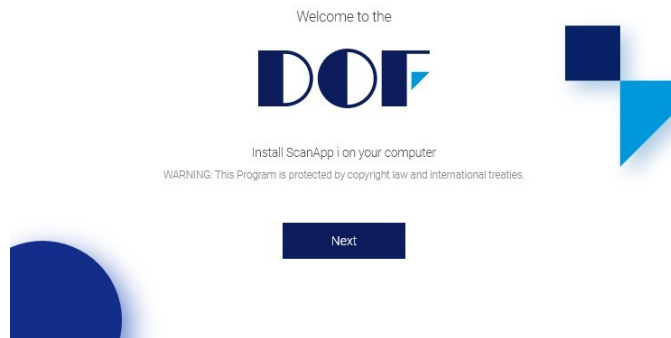 Welcome to the
DOF
Install ScanApp i on your computer
WARNING: This Program is protected by copyright law and international treaties.
Next